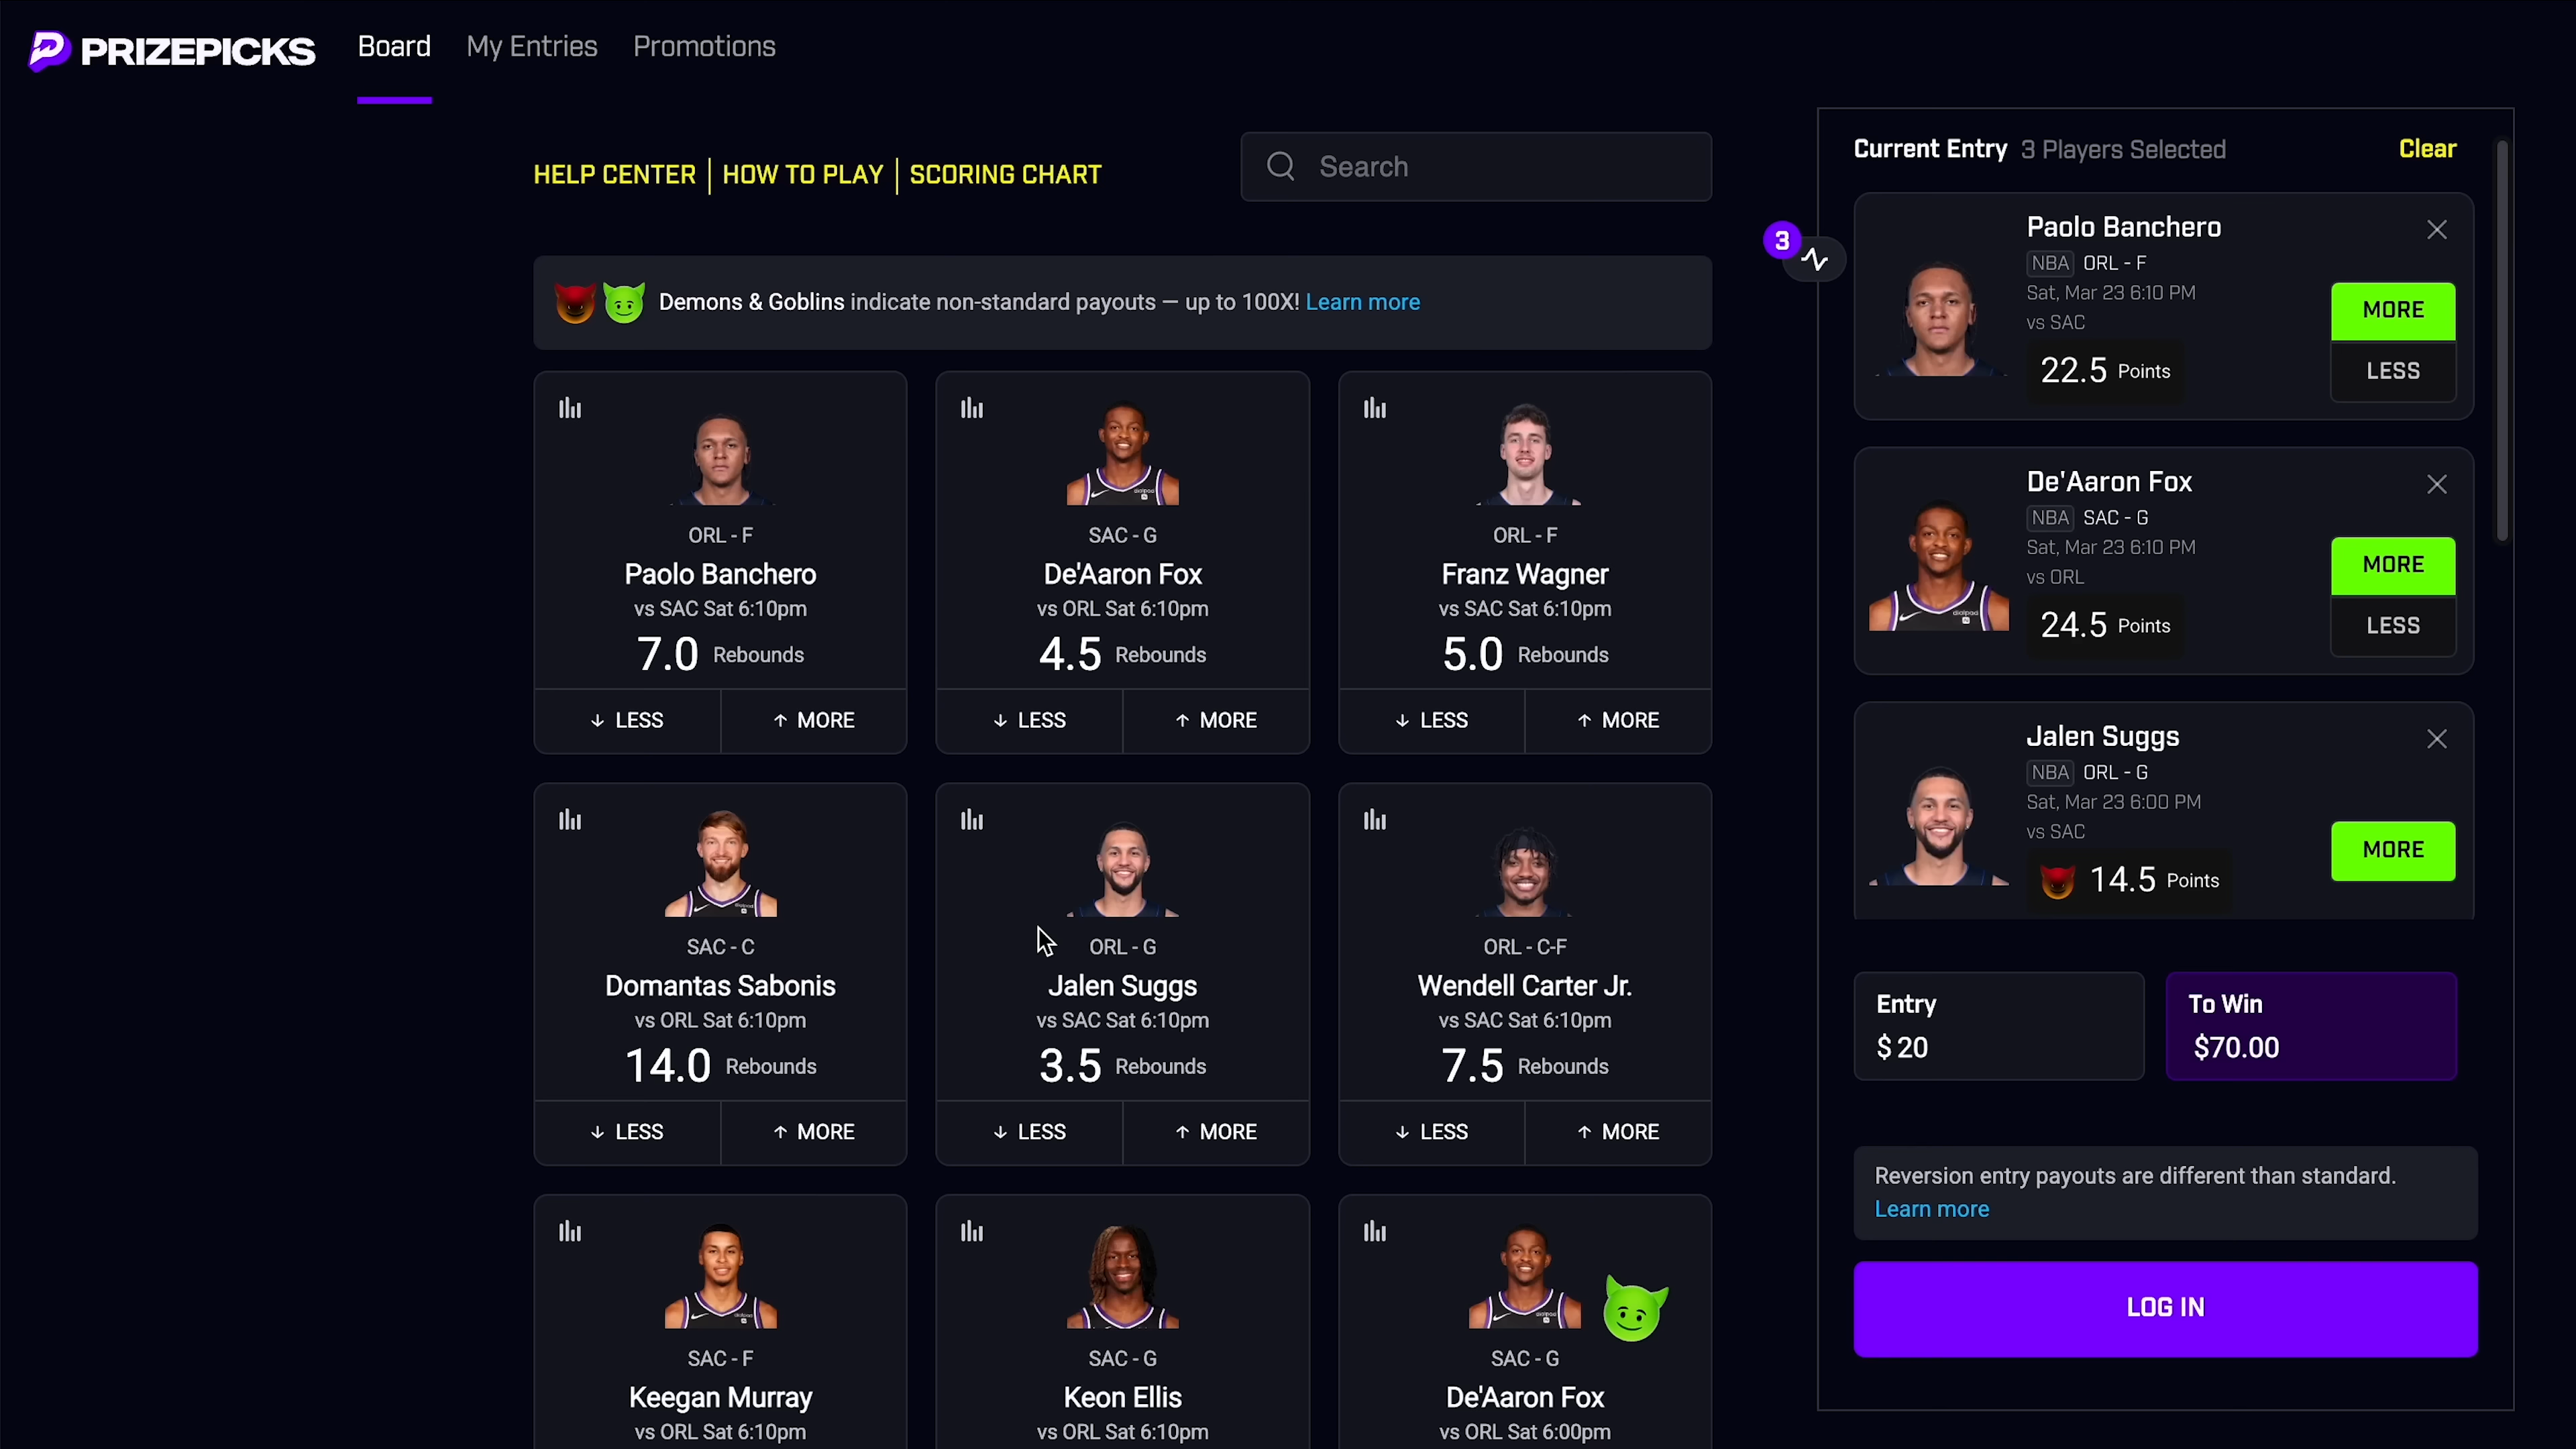 PRIZEPICKS
Board
My Entries
Promotions
HELP CENTER
HOW TO PLAY
SCORING CHART
Search
Demons & Goblins indicate non-standard payouts — up to 100X! Learn more
ORL - F
Paolo Banchero
vs SAC Sat 6:10pm
7.0 Rebounds
↓ LESS
↑ MORE
SAC - G
De'Aaron Fox
vs ORL Sat 6:10pm
4.5 Rebounds
↓ LESS
↑ MORE
ORL - F
Franz Wagner
vs SAC Sat 6:10pm
5.0 Rebounds
↓ LESS
↑ MORE
SAC - C
Domantas Sabonis
vs ORL Sat 6:10pm
14.0 Rebounds
↓ LESS
↑ MORE
ORL - G
Jalen Suggs
vs SAC Sat 6:10pm
3.5 Rebounds
↓ LESS
↑ MORE
ORL - C-F
Wendell Carter Jr.
vs SAC Sat 6:10pm
7.5 Rebounds
↓ LESS
↑ MORE
SAC - F
Keegan Murray
vs ORL Sat 6:10pm
SAC - G
Keon Ellis
vs ORL Sat 6:10pm
SAC - G
De'Aaron Fox
vs ORL Sat 6:00pm
3
Current Entry 3 Players Selected
Clear
Paolo Banchero
NBA ORL - F
Sat, Mar 23 6:10 PM
vs SAC
22.5 Points
MORE
LESS
De'Aaron Fox
NBA SAC - G
Sat, Mar 23 6:10 PM
vs ORL
24.5 Points
MORE
LESS
Jalen Suggs
NBA ORL - G
Sat, Mar 23 6:00 PM
vs SAC
14.5 Points
MORE
Entry
$ 20
To Win
$70.00
Reversion entry payouts are different than standard.
Learn more
LOG IN